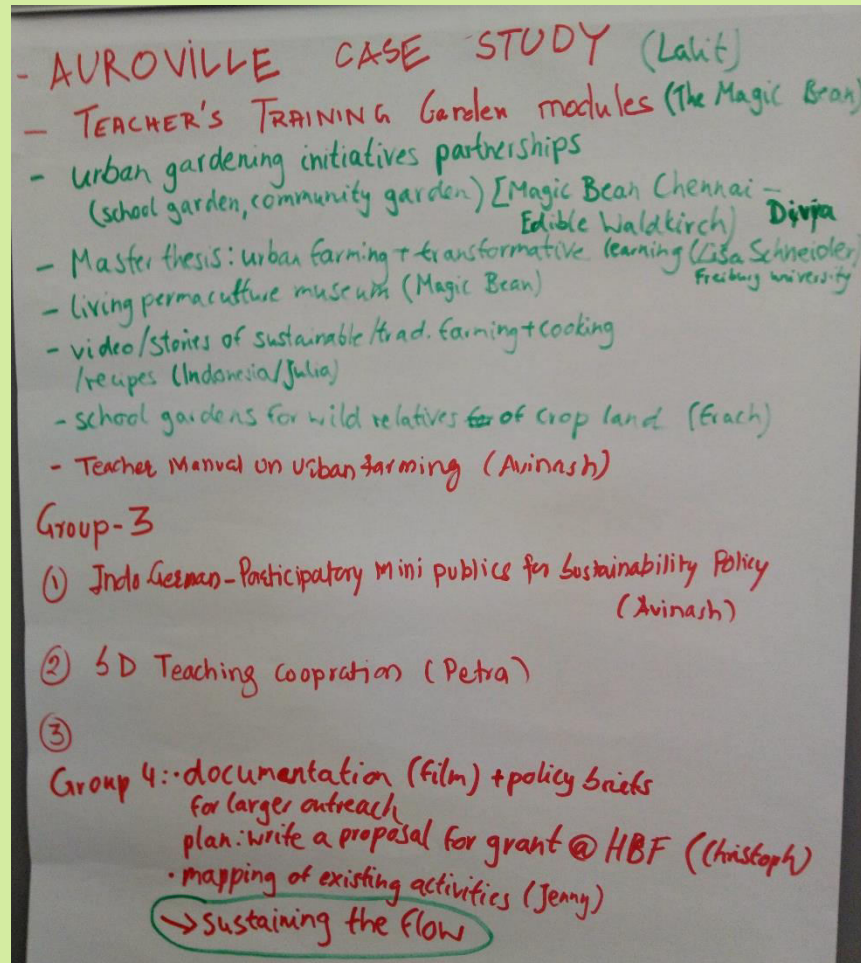 - AUROVILLE CASE STUDY (Lalit)
- TEACHER'S TRAINING Garden modules (The Magic Bean)
- urban gardening initiatives partnerships
(school garden, community garden) [Magic Bean Chennai -
Edible Waldkirch) Divja
- Master thesis: urban farming + transformative learning (Lisa Schneider)
Freiburg university
- living permaculture museum (Magic Bean)
- video/stories of sustainable/trad. farming + cooking
/recipes (Indonesia/Julia)
- school gardens for wild relatives for of crop land (Erach)
- Teacher Manual on urban farming (Avinash)
Group-3
① Indo-German-Participatory mini publics for Sustainability Policy
(Avinash)
② SD Teaching coopration (Petra)
③
Group 4: · documentation (film) + policy briefs
for larger outreach
plan: write a proposal for grant @ HBF (Christoph)
· mapping of existing activities (Jenny)
→ sustaining the flow